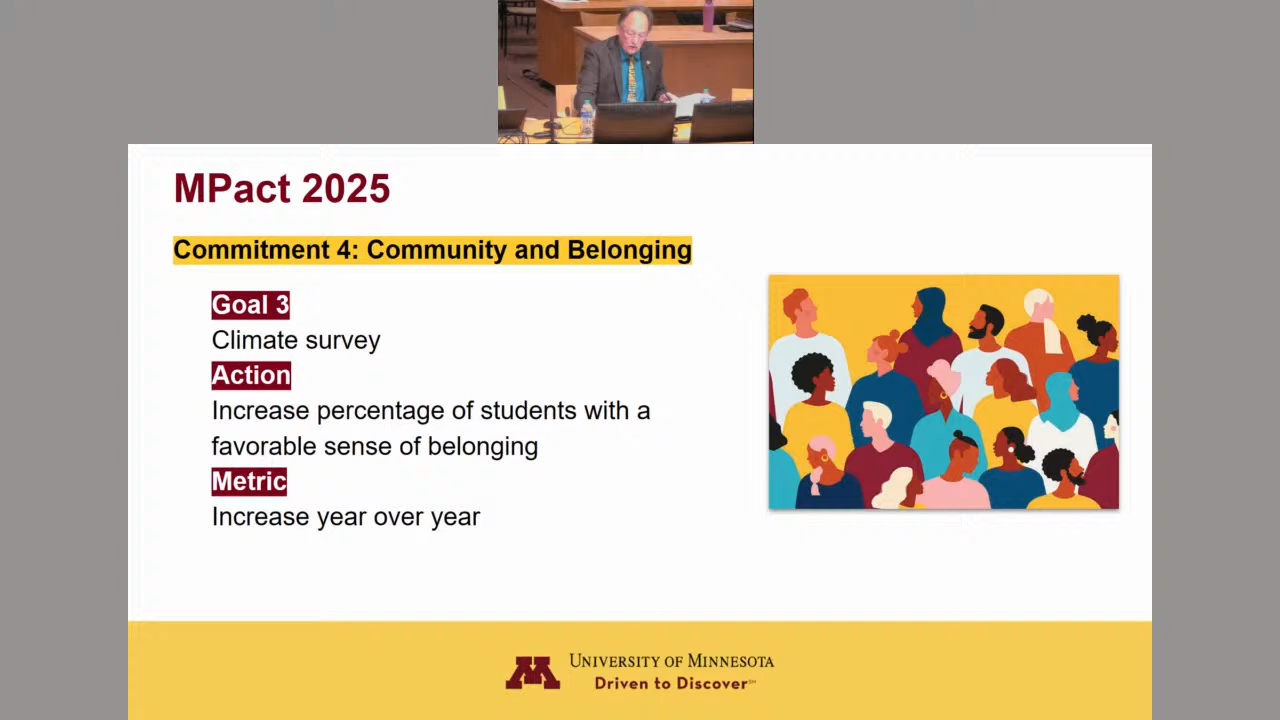 MPact 2025
Commitment 4: Community and Belonging
Goal 3
Climate survey
Action
Increase percentage of students with a
favorable sense of belonging
Metric
Increase year over year
M
UNIVERSITY OF MINNESOTA
Driven to Discover℠